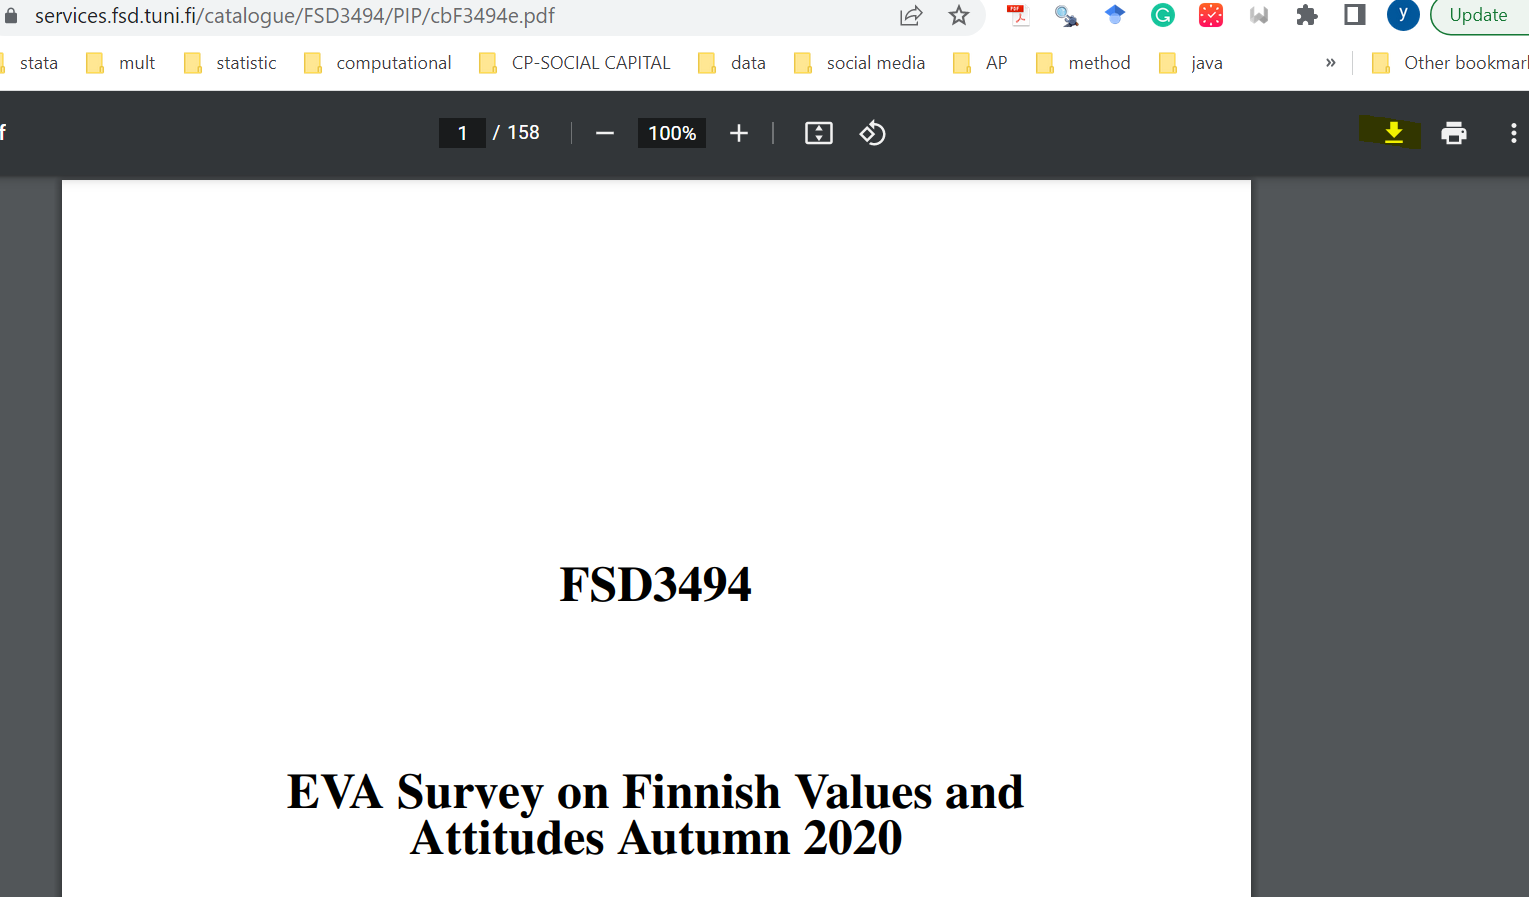 services.fsd.tuni.fi/catalogue/FSD3494/PIP/cbF3494e.pdf
PDF
G
y
Update
stata
mult
statistic
computational
CP-SOCIAL CAPITAL
data
social media
AP
method
java
»
Other bookmar
f
1 / 158
100%
FSD3494
EVA Survey on Finnish Values and
Attitudes Autumn 2020